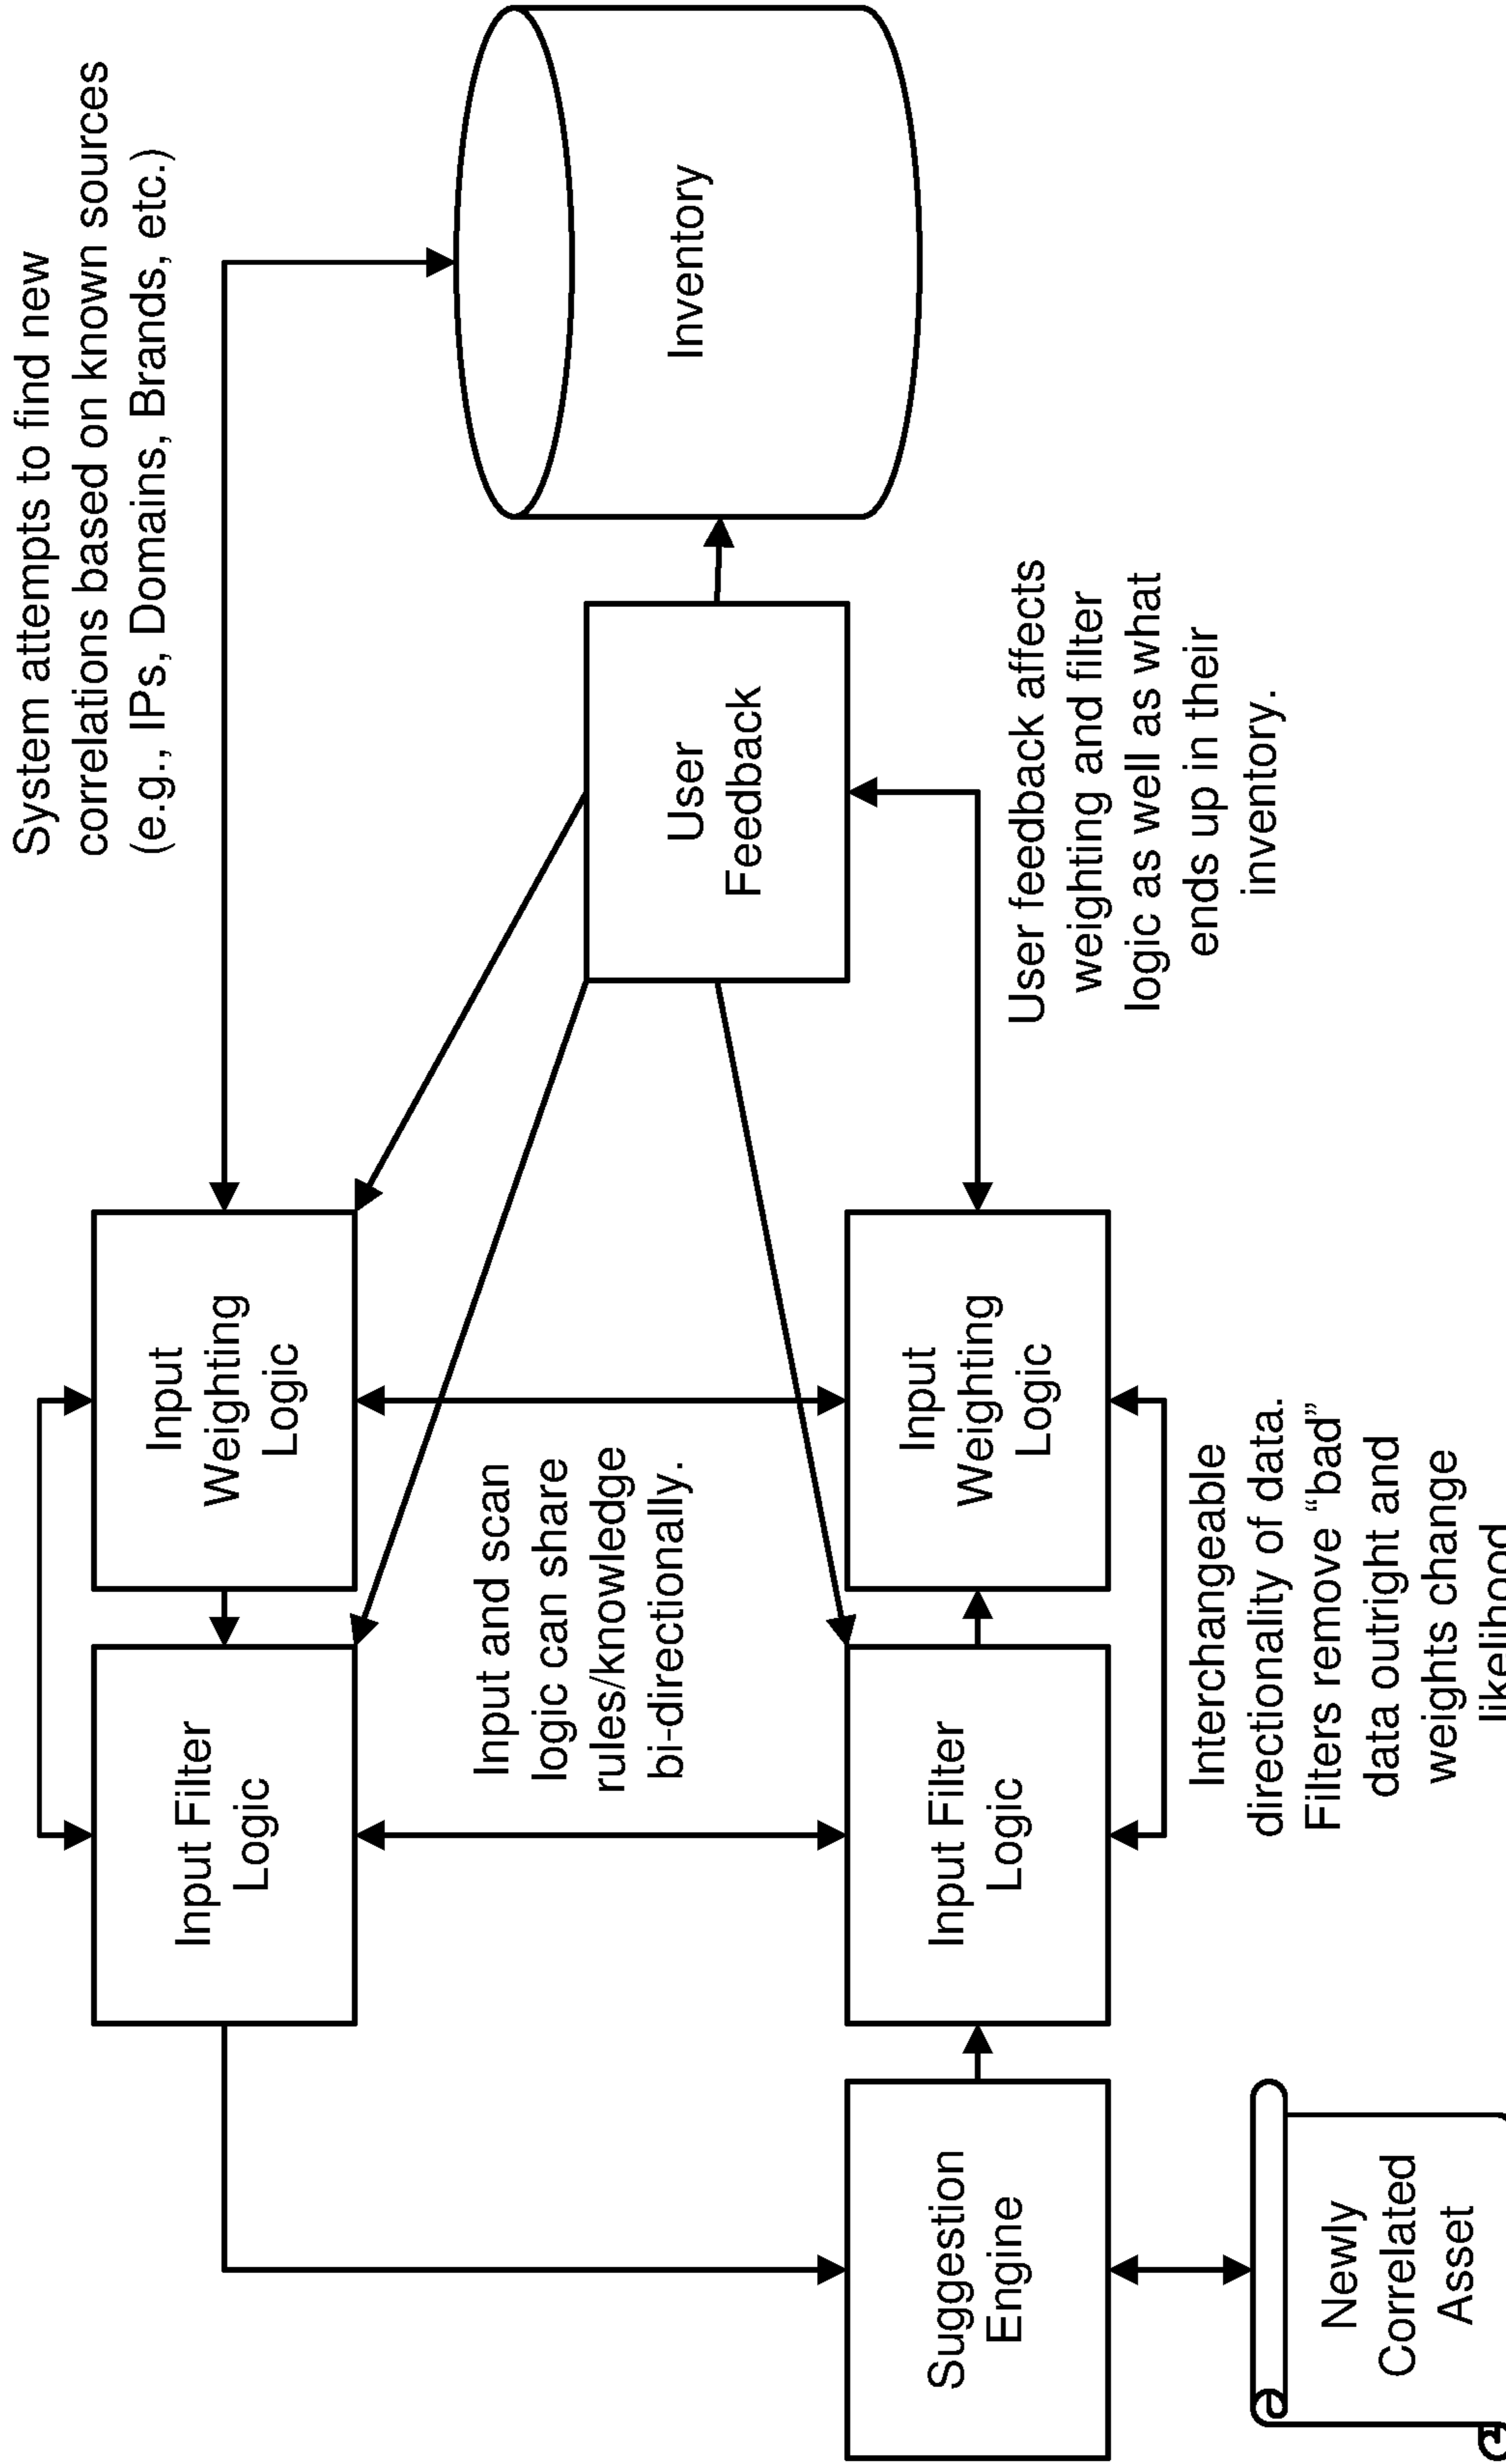 System attempts to find new
correlations based on known sources
(e.g., IPs, Domains, Brands, etc.)
Input Filter
Logic
Input
Weighting
Logic
Input and scan
logic can share
rules/knowledge
bi-directionally.
User
Feedback
Inventory
Suggestion
Engine
Input Filter
Logic
Input
Weighting
Logic
User feedback affects
weighting and filter
logic as well as what
ends up in their
inventory.
Interchangeable
directionality of data.
Filters remove “bad”
data outright and
weights change
likelihood
Newly
Correlated
Asset